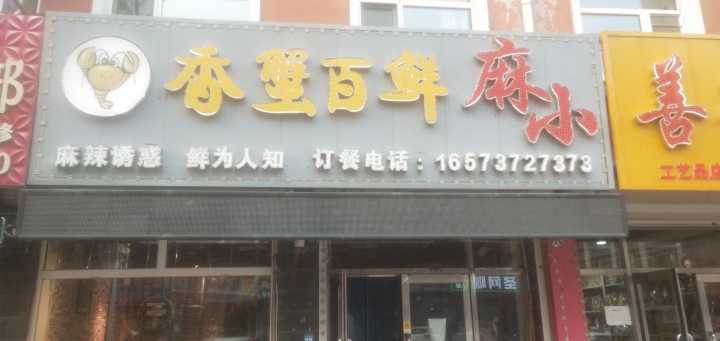 香蟹百鲜麻小
麻辣诱惑 鲜为人知 订餐电话：16573727373
善
工艺品店
修